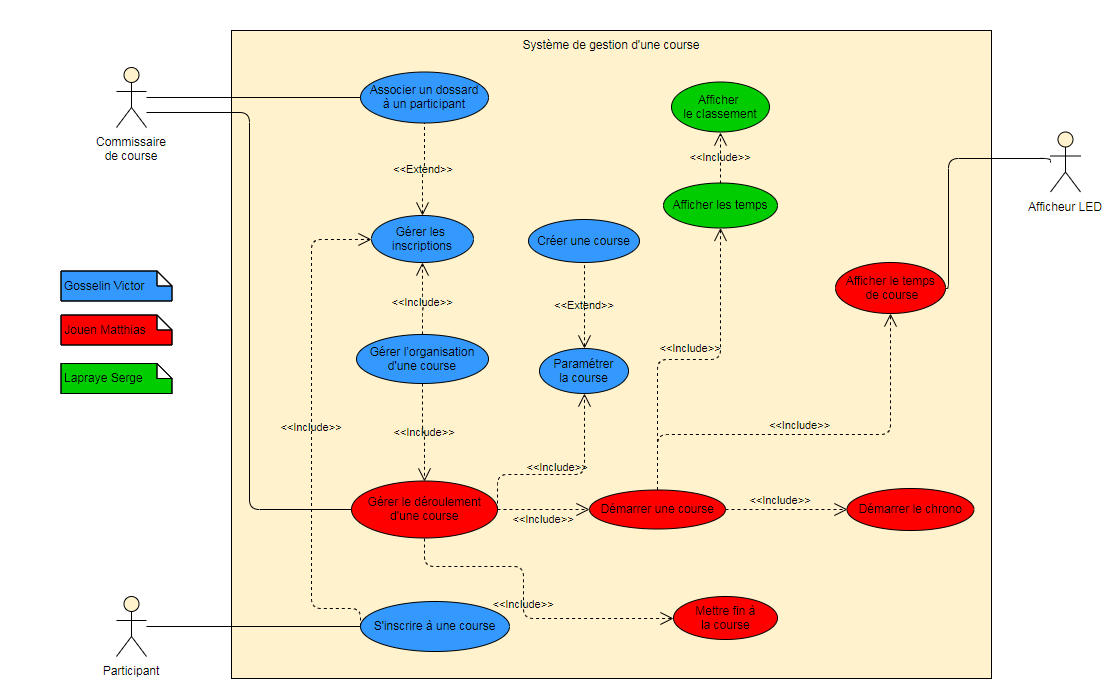 Système de gestion d'une course
Commissaire
de course
Associer un dossard
à un participant
Afficher
le classement
<<Include>>
<<Extend>>
Afficher les temps
Afficheur LED
Gérer les
inscriptions
Créer une course
Gosselin Victor
Jouen Matthias
Lapraye Serge
Afficher le temps
de course
<<Include>>
<<Extend>>
<<Include>>
Gérer l'organisation
d'une course
Paramétrer
la course
<<Include>>
<<Include>>
<<Include>>
<<Include>>
Gérer le déroulement
d'une course
<<Include>>
Démarrer une course
<<Include>>
Démarrer le chrono
<<Include>>
Mettre fin à
la course
S'inscrire à une course
Participant